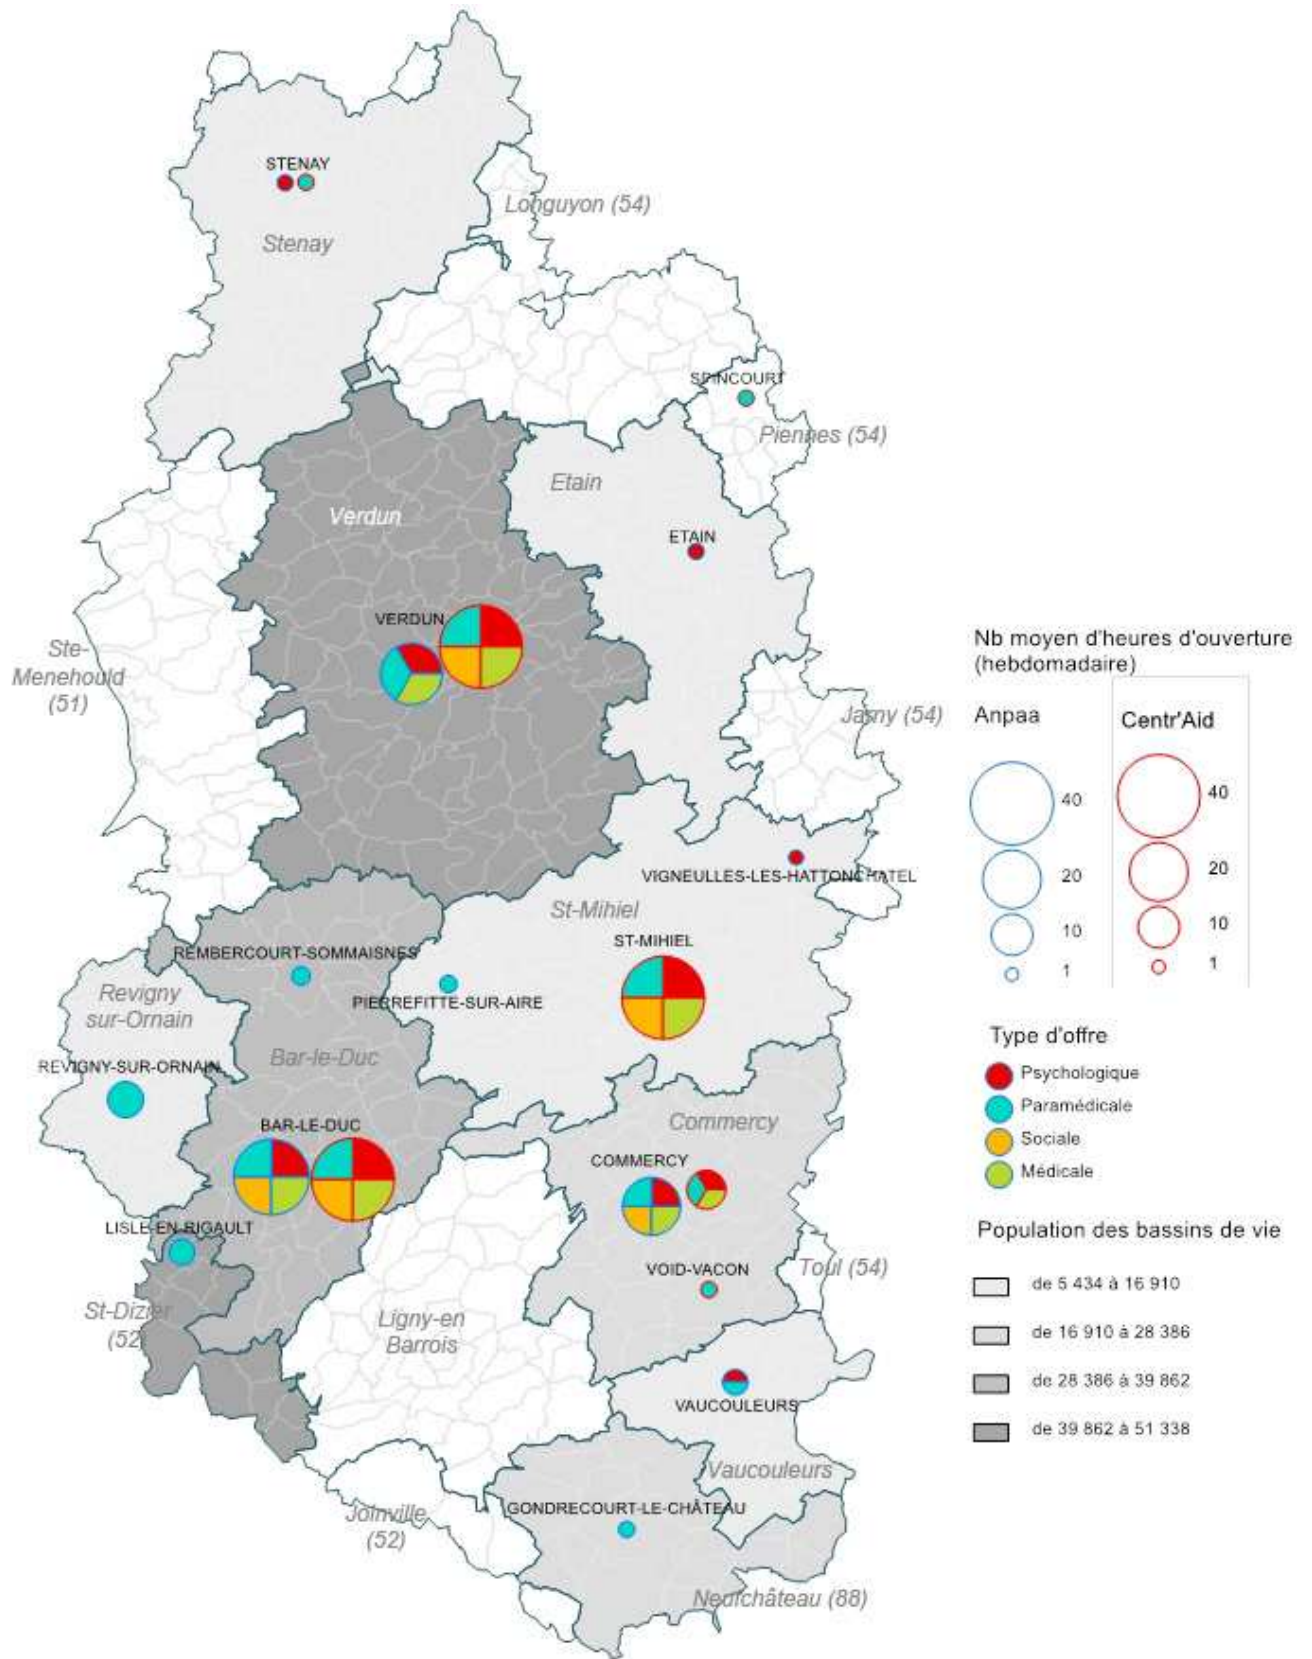 STENAY
Longuyon (54)
Stenay
SPINCOURT
Piennes (54)
Etain
Verdun
ETAIN
VERDUN
Ste-
Menehould
(51)
Jarny (54)
VIGNEULLES-LES-HATTONCHATEL
St-Mihiel
ST-MIHIEL
REMBERCOURT-SOMMAISNES
PIERREFITTE-SUR-AIRE
Revigny
sur-Ornain
Bar-le-Duc
REVIGNY-SUR-ORNAIN
BAR-LE-DUC
Commercy
COMMERCY
LISLE-EN-RIGAULT
VOID-VACON
Toul (54)
St-Dizier
(52)
Ligny-en
Barrois
VAUCOULEURS
Vaucouleurs
Joinville
(52)
GONDRECOURT-LE-CHÂTEAU
Neufchâteau (88)
Nb moyen d'heures d'ouverture
(hebdomadaire)
Anpaa
Centr'Aid
40
40
20
20
10
10
1
1
Type d'offre
Psychologique
Paramédicale
Sociale
Médicale
Population des bassins de vie
de 5 434 à 16 910
de 16 910 à 28 386
de 28 386 à 39 862
de 39 862 à 51 338